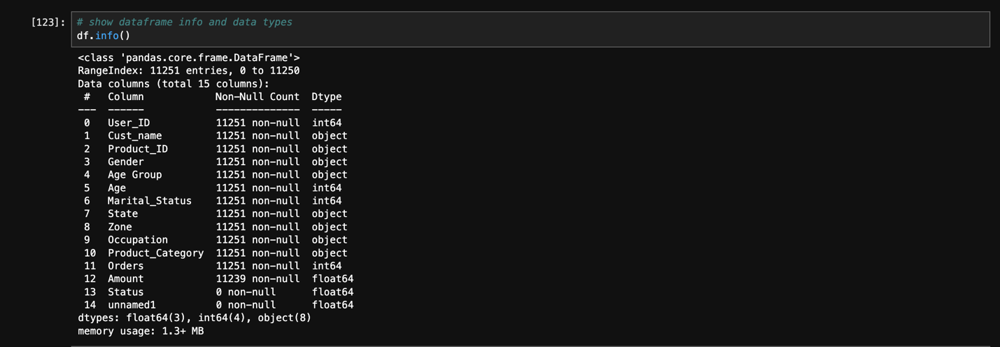 [123]: # show dataframe info and data types
df.info()
<class 'pandas.core.frame.DataFrame'>
RangeIndex: 11251 entries, 0 to 11250
Data columns (total 15 columns):
 #   Column            Non-Null Count  Dtype
---  ------            --------------  -----
 0   User_ID           11251 non-null  int64
 1   Cust_name         11251 non-null  object
 2   Product_ID        11251 non-null  object
 3   Gender            11251 non-null  object
 4   Age Group         11251 non-null  object
 5   Age               11251 non-null  int64
 6   Marital_Status    11251 non-null  int64
 7   State             11251 non-null  object
 8   Zone              11251 non-null  object
 9   Occupation        11251 non-null  object
 10  Product_Category  11251 non-null  object
 11  Orders            11251 non-null  int64
 12  Amount            11239 non-null  float64
 13  Status            0 non-null      float64
 14  unnamed1          0 non-null      float64
dtypes: float64(3), int64(4), object(8)
memory usage: 1.3+ MB